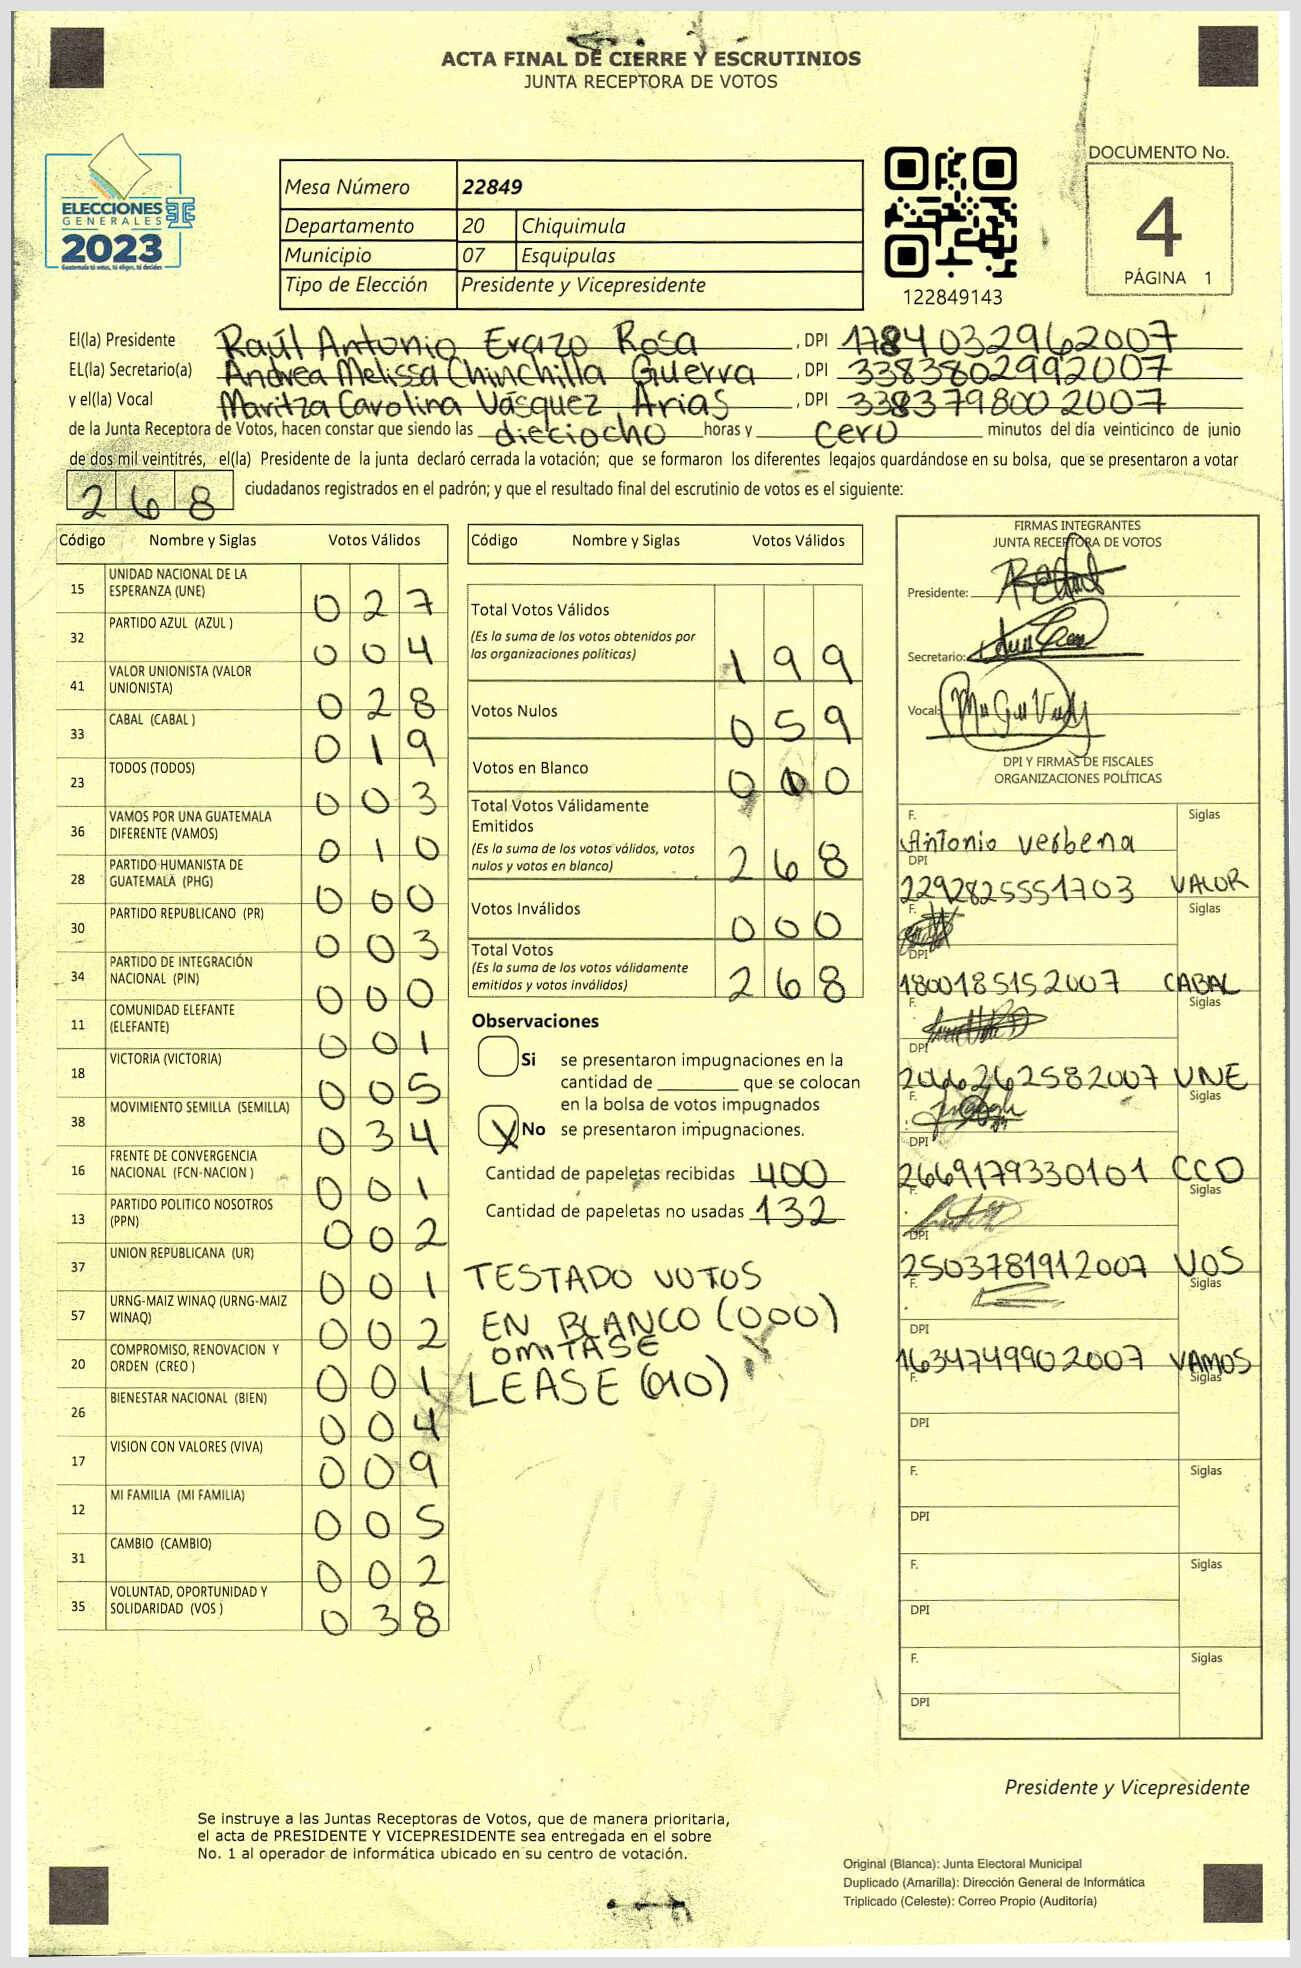 ACTA FINAL DE CIERRE Y ESCRUTINIOS
JUNTA RECEPTORA DE VOTOS
ELECCIONES
GENERALES
2023
Guatemala tú votas, tú eliges, tú decides
Mesa Número 22849
Departamento 20 Chiquimula
Municipio 07 Esquipulas
Tipo de Elección Presidente y Vicepresidente
122849143
DOCUMENTO No.
4
PÁGINA 1
El(la) Presidente Raúl Antonio Erazo Rosa, DPI 1784032962007
EL(la) Secretario(a) Andrea Melissa Chinchilla Guerra, DPI 3383802992007
y el(la) Vocal Maritza Carolina Vásquez Arias, DPI 3383798002007
de la Junta Receptora de Votos, hacen constar que siendo las dieciocho horas y cero minutos del día veinticinco de junio
de dos mil veintitrés, el(la) Presidente de la junta declaró cerrada la votación; que se formaron los diferentes legajos guardándose en su bolsa, que se presentaron a votar
268 ciudadanos registrados en el padrón; y que el resultado final del escrutinio de votos es el siguiente:
Código Nombre y Siglas Votos Válidos
15 UNIDAD NACIONAL DE LA
ESPERANZA (UNE) 027
32 PARTIDO AZUL (AZUL ) 004
41 VALOR UNIONISTA (VALOR
UNIONISTA) 028
33 CABAL (CABAL ) 019
23 TODOS (TODOS) 003
36 VAMOS POR UNA GUATEMALA
DIFERENTE (VAMOS) 010
28 PARTIDO HUMANISTA DE
GUATEMALA (PHG) 000
30 PARTIDO REPUBLICANO (PR) 003
34 PARTIDO DE INTEGRACIÓN
NACIONAL (PIN) 000
11 COMUNIDAD ELEFANTE
(ELEFANTE) 001
18 VICTORIA (VICTORIA) 005
38 MOVIMIENTO SEMILLA (SEMILLA) 034
16 FRENTE DE CONVERGENCIA
NACIONAL (FCN-NACION ) 001
13 PARTIDO POLITICO NOSOTROS
(PPN) 002
37 UNION REPUBLICANA (UR) 001
57 URNG-MAIZ WINAQ (URNG-MAIZ
WINAQ) 002
20 COMPROMISO, RENOVACION Y
ORDEN (CREO ) 001
26 BIENESTAR NACIONAL (BIEN) 004
17 VISION CON VALORES (VIVA) 009
12 MI FAMILIA (MI FAMILIA) 005
31 CAMBIO (CAMBIO) 002
35 VOLUNTAD, OPORTUNIDAD Y
SOLIDARIDAD (VOS ) 038
Código Nombre y Siglas Votos Válidos
Total Votos Válidos
(Es la suma de los votos obtenidos por
las organizaciones políticas) 199
Votos Nulos 059
Votos en Blanco 010
Total Votos Válidamente
Emitidos
(Es la suma de los votos válidos, votos
nulos y votos en blanco) 268
Votos Inválidos 000
Total Votos
(Es la suma de los votos válidamente
emitidos y votos inválidos) 268
Observaciones
Si se presentaron impugnaciones en la
cantidad de ________ que se colocan
en la bolsa de votos impugnados
X No se presentaron impugnaciones.
Cantidad de papeletas recibidas 400
Cantidad de papeletas no usadas 132
TESTADO VOTOS
EN BLANCO (000)
OMITASE
LEASE (010)
FIRMAS INTEGRANTES
JUNTA RECEPTORA DE VOTOS
Presidente:
Secretario:
Vocal:
DPI Y FIRMAS DE FISCALES
ORGANIZACIONES POLÍTICAS
F. Siglas
Antonio verbena
DPI
2292825551703 VALOR
F. Siglas
DPI
1800185152007 CABAL
Siglas
DPI
2046262582007 UNE
F. Siglas
DPI
2669179330101 CCD
F. Siglas
DPI
2503781912007 VOS
F. Siglas
DPI
1634749902007 VAMOS
F. Siglas
DPI
F. Siglas
DPI
F. Siglas
DPI
F. Siglas
DPI
Presidente y Vicepresidente
Se instruye a las Juntas Receptoras de Votos, que de manera prioritaria,
el acta de PRESIDENTE Y VICEPRESIDENTE sea entregada en el sobre
No. 1 al operador de informática ubicado en su centro de votación.
Original (Blanca): Junta Electoral Municipal
Duplicado (Amarilla): Dirección General de Informática
Triplicado (Celeste): Correo Propio (Auditoría)